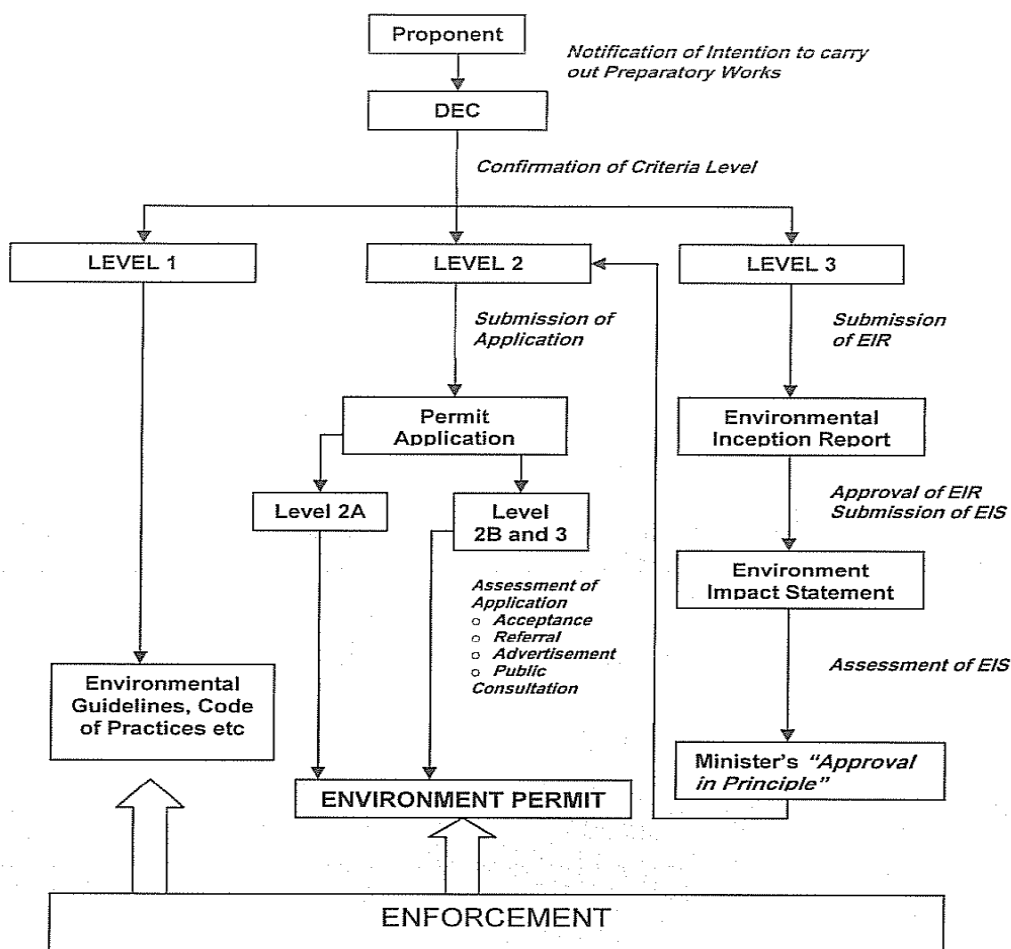 Proponent
Notification of Intention to carry
out Preparatory Works
DEC
Confirmation of Criteria Level
LEVEL 1
LEVEL 2
LEVEL 3
Submission of
Application
Submission
of EIR
Permit
Application
Environmental
Inception Report
Level 2A
Level
2B and 3
Approval of EIR
Submission of EIS
Environment
Impact Statement
Assessment of
Application
o Acceptance
o Referral
o Advertisement
o Public
Consultation
Assessment of EIS
Environmental
Guidelines, Code
of Practices etc
Minister's "Approval
in Principle"
ENVIRONMENT PERMIT
ENFORCEMENT